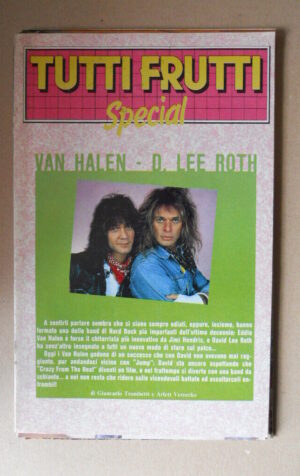 TUTTI FRUTTI
Special
VAN HALEN - D. LEE ROTH
A sentirli parlare sembra che si siano sempre odiati, eppure, insieme, hanno
formato una delle band di Hard Rock più importanti dell'ultimo decennio: Eddie
Van Halen è forse il chitarrista più innovativo da Jimi Hendrix, e David Lee Roth
ha senz'altro insegnato a tutti un nuovo modo di stare sul palco...
Oggi i Van Halen godono di un successo che con David non avevano mai rag-
giunto, pur andandoci vicino con "Jump"; David sta ancora aspettando che
"Crazy From The Heat" diventi un film, e nel frattempo si diverte con una band da
schianto... a noi non resta che ridere sulle vicendevoli battute ed ascoltarceli en-
trambi!
di Giancarlo Trombetti e Arlett Vereecke